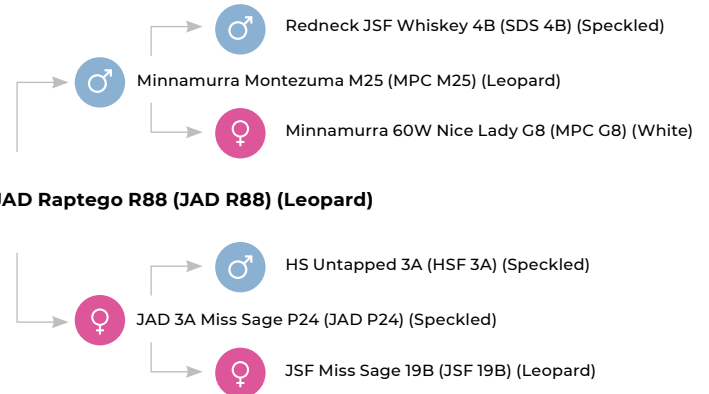 Redneck JSF Whiskey 4B (SDS 4B) (Speckled)
Minnamurra Montezuma M25 (MPC M25) (Leopard)
Minnamurra 60W Nice Lady G8 (MPC G8) (White)
JAD Raptego R88 (JAD R88) (Leopard)
HS Untapped 3A (HSF 3A) (Speckled)
JAD 3A Miss Sage P24 (JAD P24) (Speckled)
JSF Miss Sage 19B (JSF 19B) (Leopard)